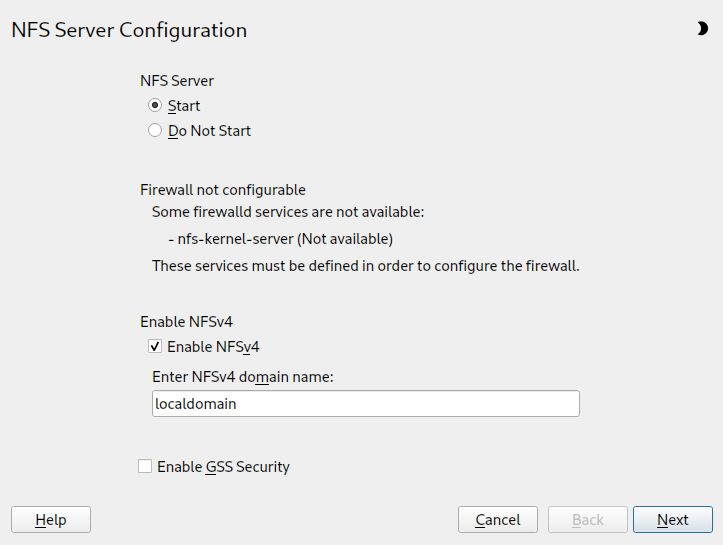 NFS Server Configuration
NFS Server
Start
Do Not Start
Firewall not configurable
Some firewalld services are not available:
- nfs-kernel-server (Not available)
These services must be defined in order to configure the firewall.
Enable NFSv4
Enable NFSv4
Enter NFSv4 domain name:
localdomain
Enable GSS Security
Help Cancel Back Next